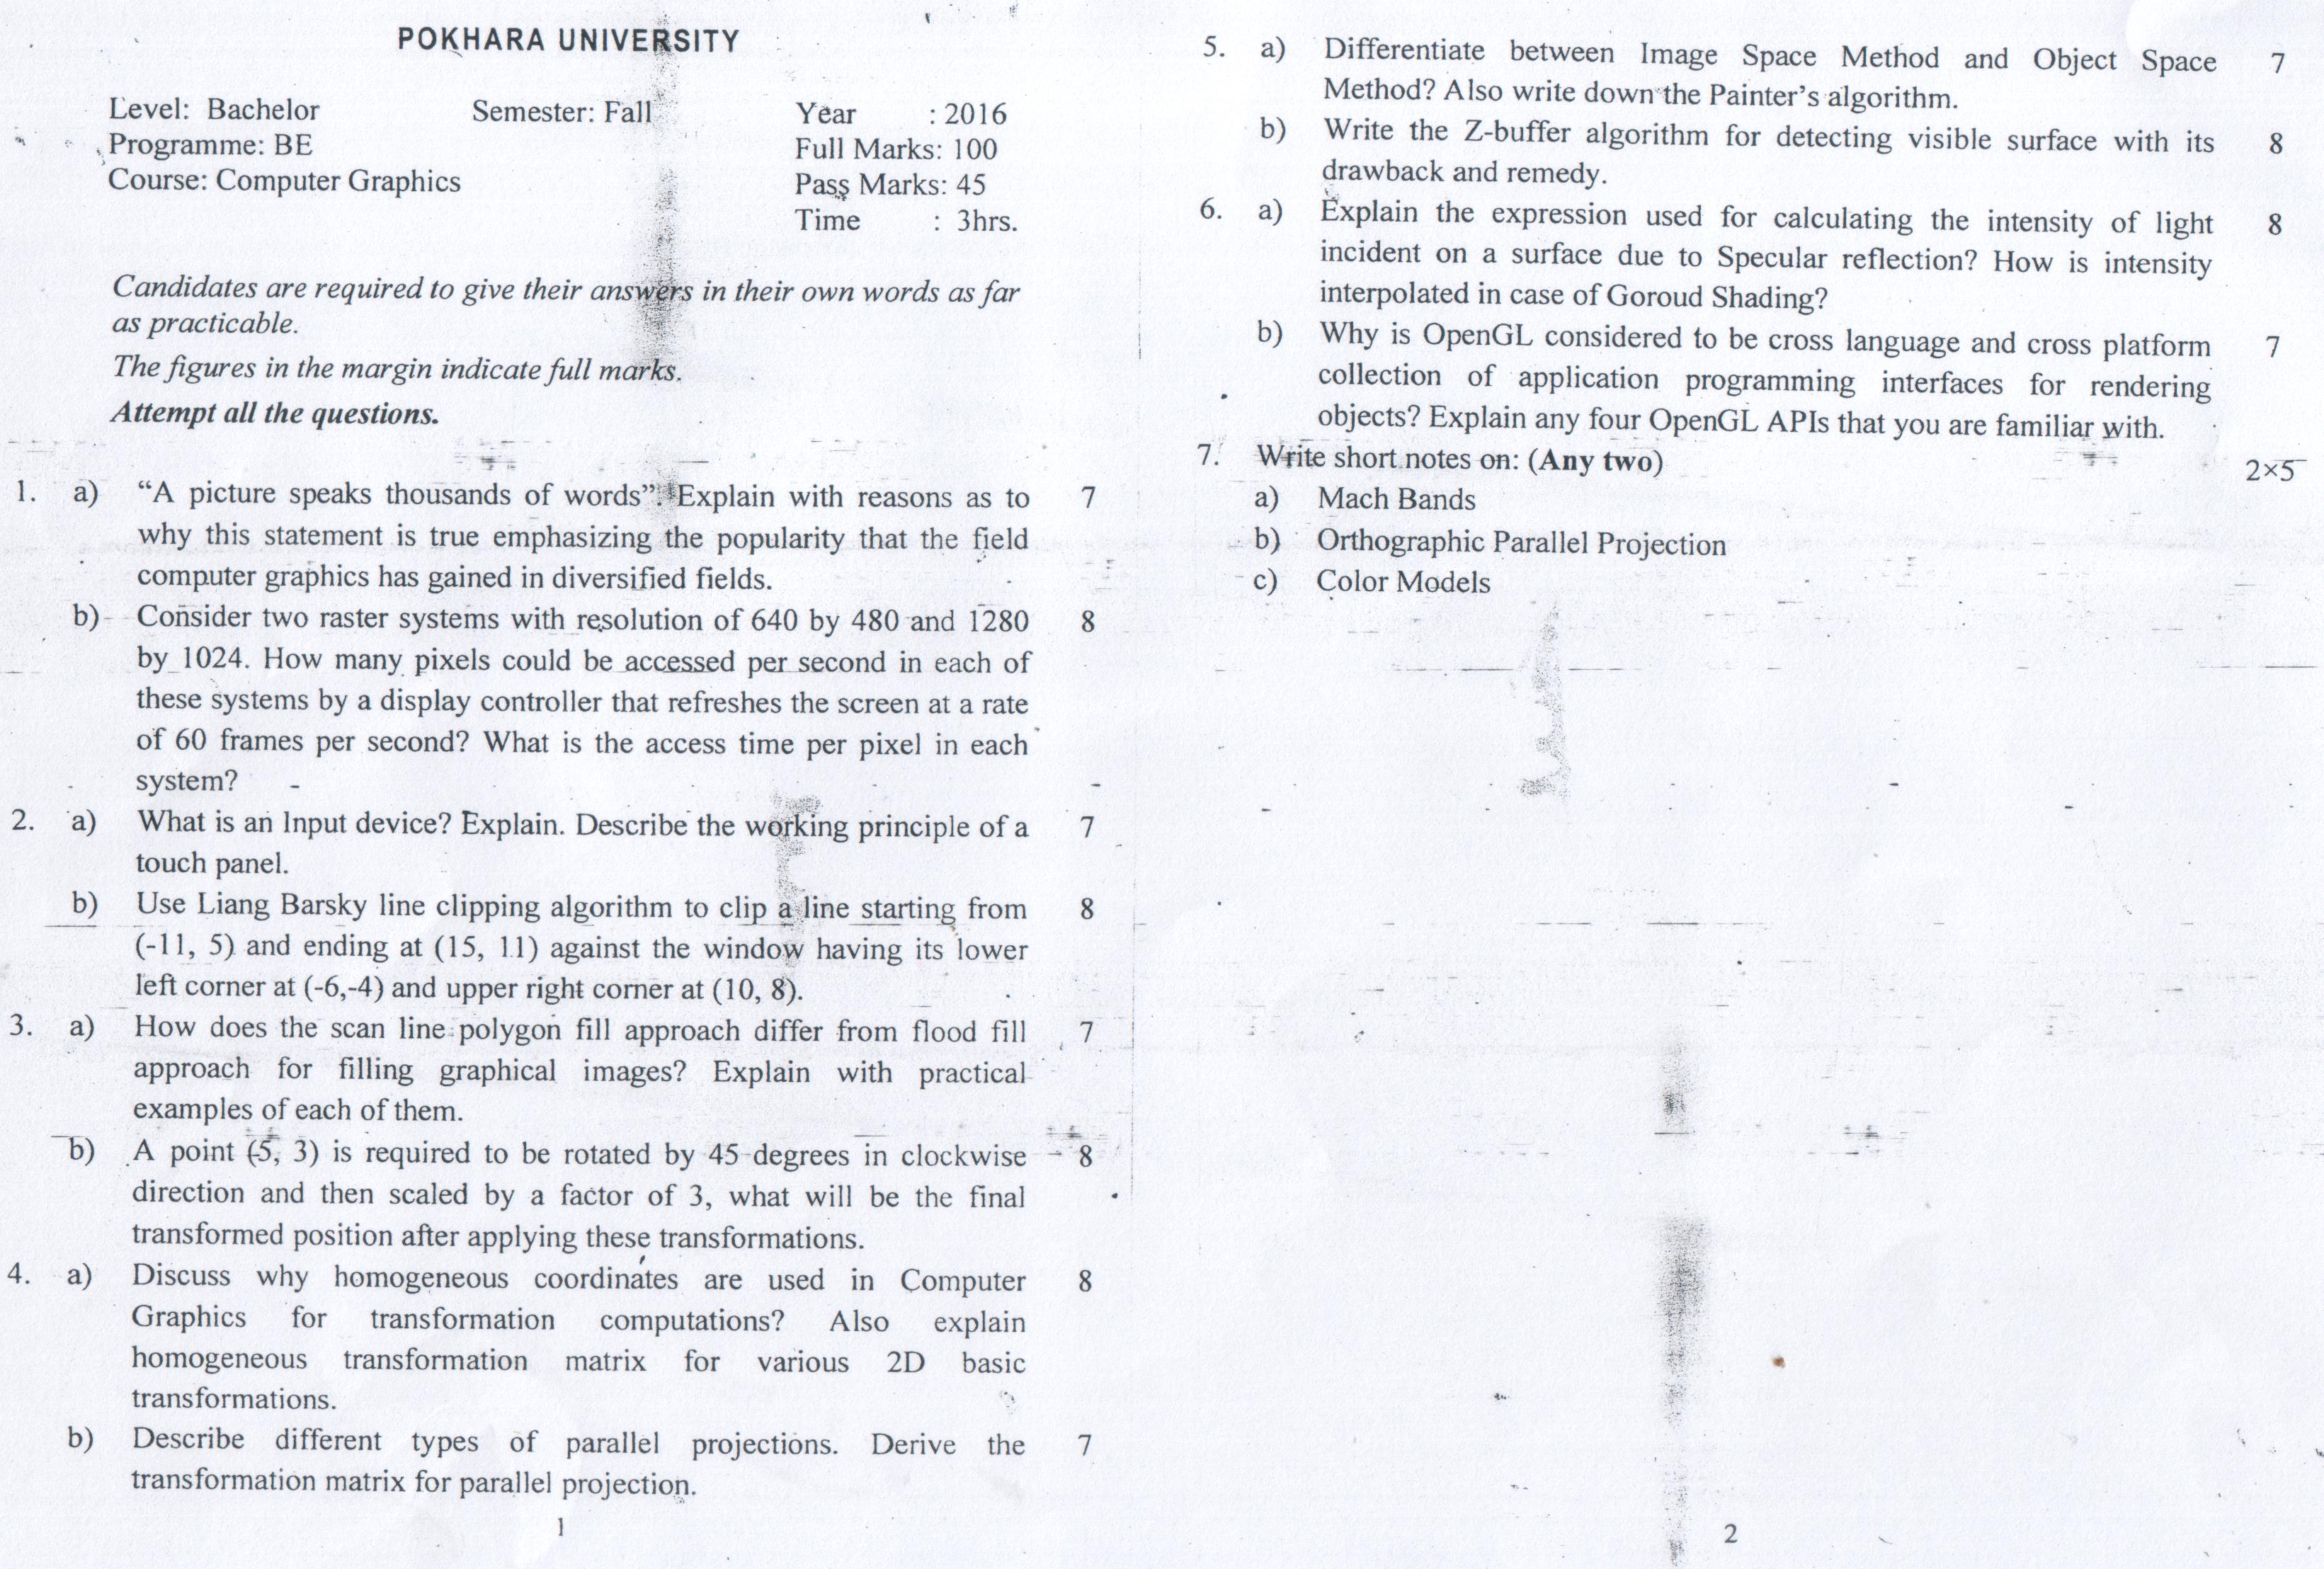 POKHARA UNIVERSITY
Level: Bachelor Semester: Fall Year : 2016
Programme: BE Full Marks: 100
Course: Computer Graphics Pass Marks: 45
Time : 3hrs.
Candidates are required to give their answers in their own words as far
as practicable.
The figures in the margin indicate full marks.
Attempt all the questions.
1. a) “A picture speaks thousands of words”. Explain with reasons as to 7
why this statement is true emphasizing the popularity that the field
computer graphics has gained in diversified fields.
b) Consider two raster systems with resolution of 640 by 480 and 1280 8
by 1024. How many pixels could be accessed per second in each of
these systems by a display controller that refreshes the screen at a rate
of 60 frames per second? What is the access time per pixel in each
system?
2. a) What is an Input device? Explain. Describe the working principle of a 7
touch panel.
b) Use Liang Barsky line clipping algorithm to clip a line starting from 8
(-11, 5) and ending at (15, 11) against the window having its lower
left corner at (-6,-4) and upper right corner at (10, 8).
3. a) How does the scan line polygon fill approach differ from flood fill 7
approach for filling graphical images? Explain with practical
examples of each of them.
b) A point (5, 3) is required to be rotated by 45 degrees in clockwise 8
direction and then scaled by a factor of 3, what will be the final
transformed position after applying these transformations.
4. a) Discuss why homogeneous coordinates are used in Computer 8
Graphics for transformation computations? Also explain
homogeneous transformation matrix for various 2D basic
transformations.
b) Describe different types of parallel projections. Derive the 7
transformation matrix for parallel projection.
1
5. a) Differentiate between Image Space Method and Object Space 7
Method? Also write down the Painter’s algorithm.
b) Write the Z-buffer algorithm for detecting visible surface with its 8
drawback and remedy.
6. a) Explain the expression used for calculating the intensity of light 8
incident on a surface due to Specular reflection? How is intensity
interpolated in case of Goroud Shading?
b) Why is OpenGL considered to be cross language and cross platform 7
collection of application programming interfaces for rendering
objects? Explain any four OpenGL APIs that you are familiar with.
7. Write short notes on: (Any two) 2×5
a) Mach Bands
b) Orthographic Parallel Projection
c) Color Models
2